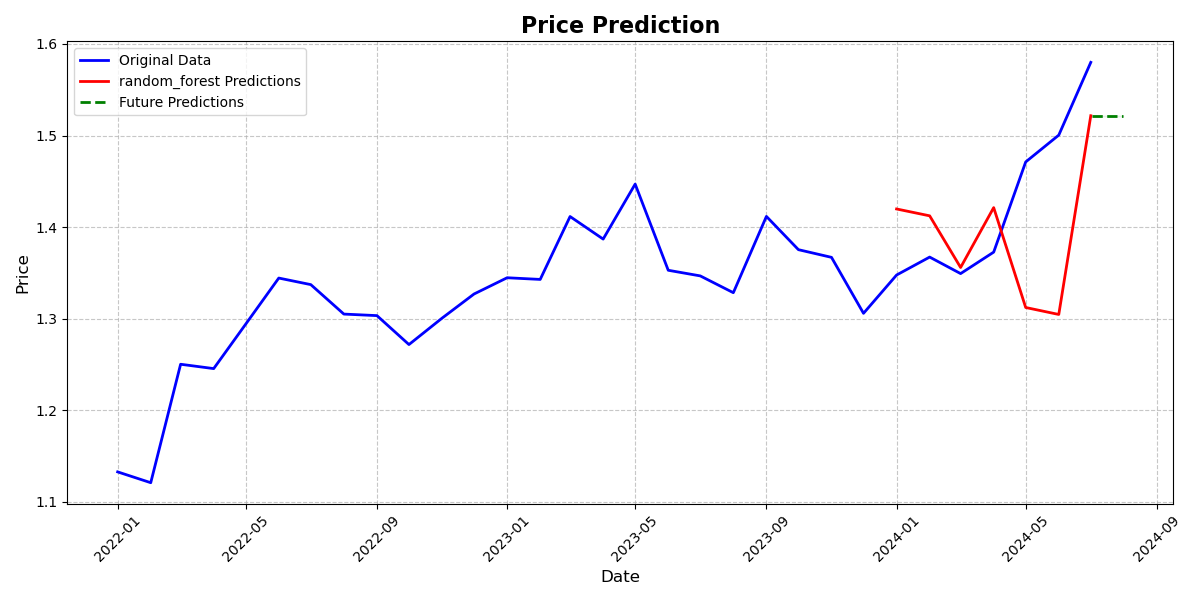 Price Prediction
Original Data
random_forest Predictions
Future Predictions
1.6
1.5
1.4
1.3
1.2
1.1
Price
2022-01
2022-05
2022-09
2023-01
2023-05
2023-09
2024-01
2024-05
2024-09
Date